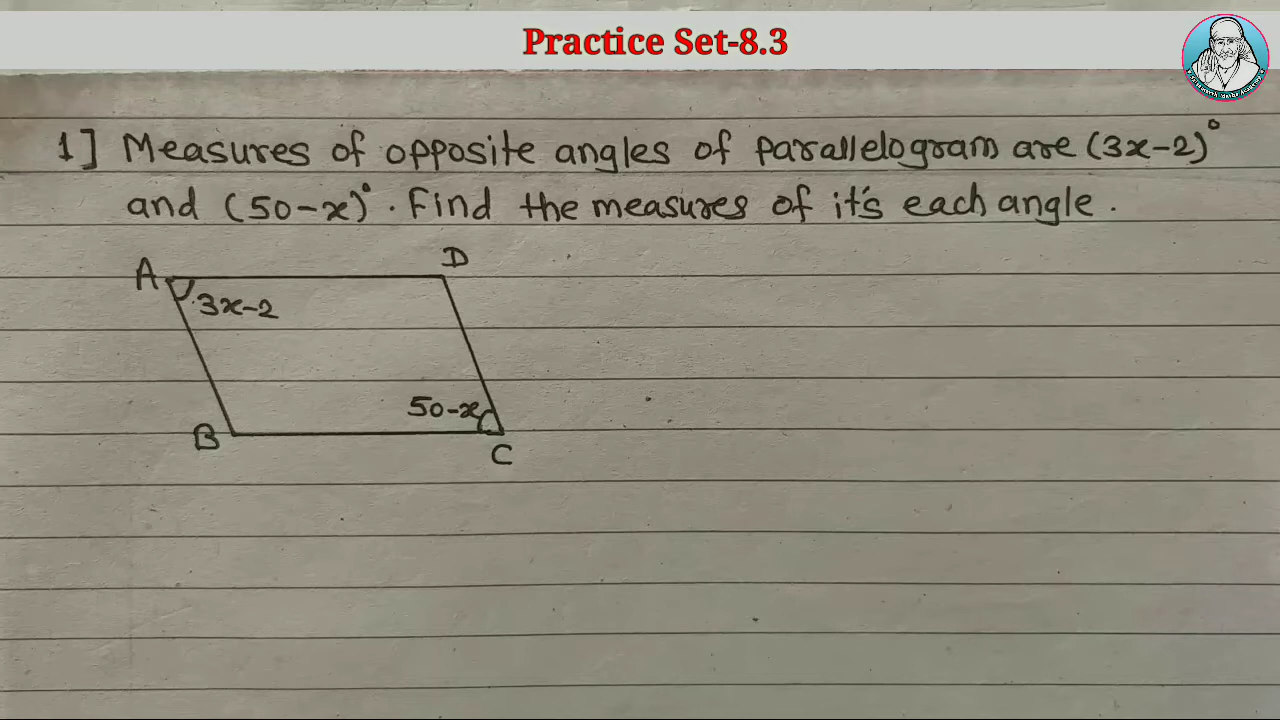 Practice Set-8.3
1] Measures of opposite angles of parallelogram are (3x-2)°
and (50-x)°. Find the measures of it's each angle.
A
D
3x-2
50-x
B
C